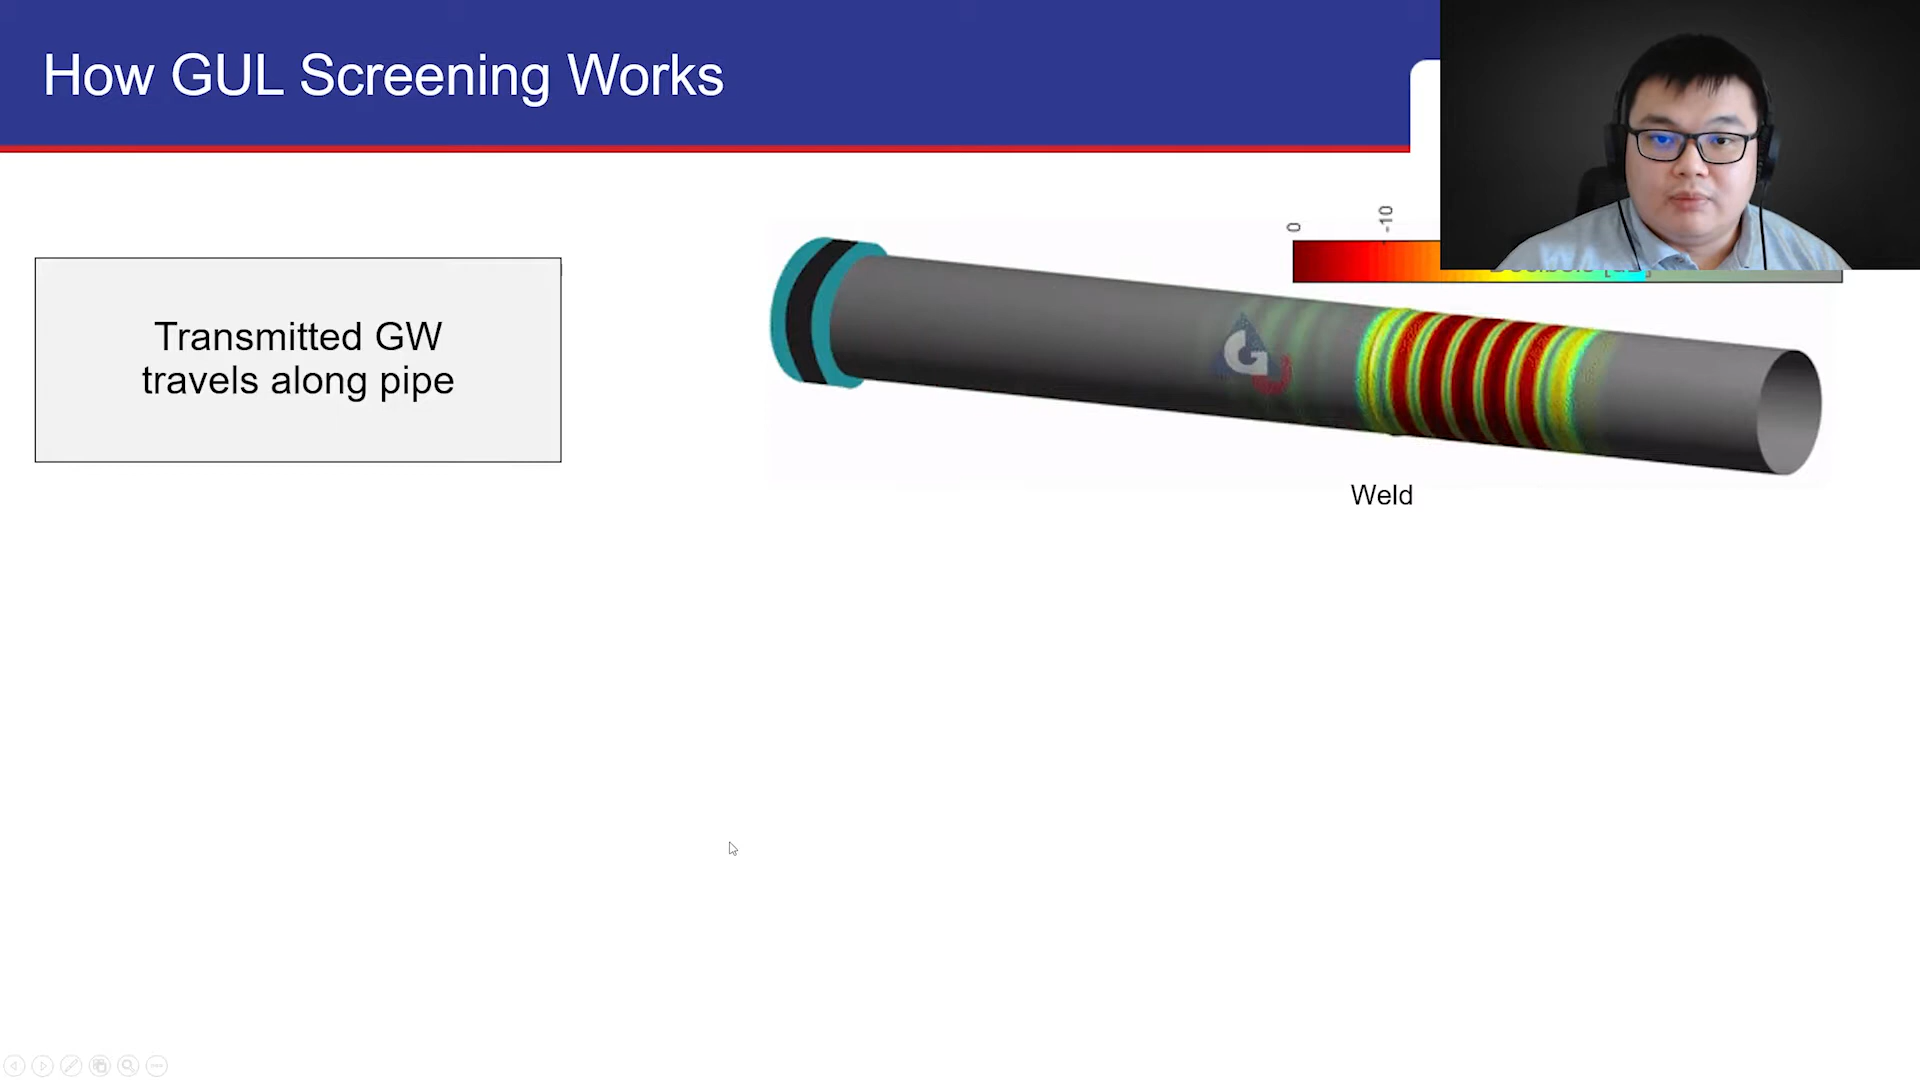 How GUL Screening Works
0
-10
Transmitted GW
travels along pipe
G
Weld